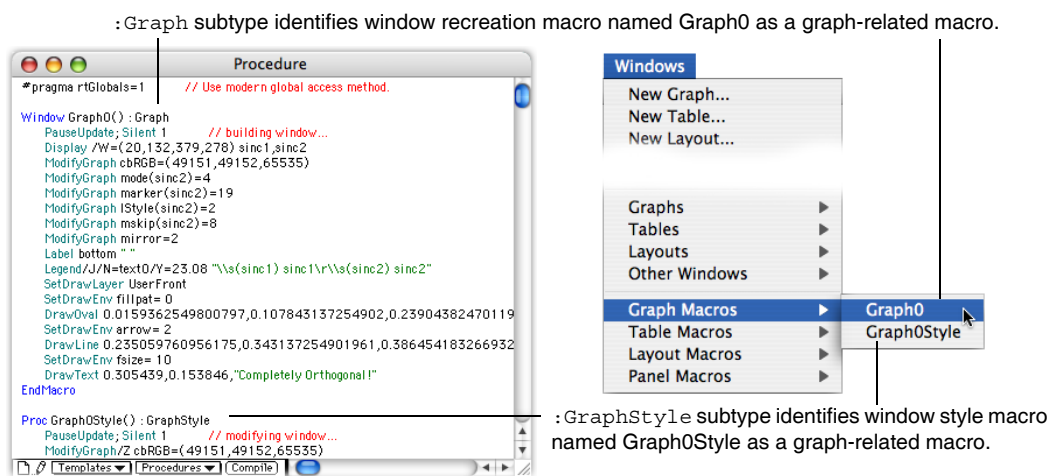 :Graph subtype identifies window recreation macro named Graph0 as a graph-related macro.
Procedure
#pragma rtGlobals=1 // Use modern global access method.
Window Graph0() : Graph
PauseUpdate; Silent 1 // building window...
Display /W=(20,132,379,278) sinc1,sinc2
ModifyGraph cbRGB=(49151,49152,65535)
ModifyGraph mode(sinc2)=4
ModifyGraph marker(sinc2)=19
ModifyGraph lStyle(sinc2)=2
ModifyGraph mskip(sinc2)=8
ModifyGraph mirror=2
Label bottom " "
Legend/J/N=text0/Y=23.08 "\\s(sinc1) sinc1\r\\s(sinc2) sinc2"
SetDrawLayer UserFront
SetDrawEnv fillpat= 0
DrawOval 0.0159362549800797,0.107843137254902,0.23904382470119
SetDrawEnv arrow= 2
DrawLine 0.235059760956175,0.343137254901961,0.386454183266932
SetDrawEnv fsize= 10
DrawText 0.305439,0.153846,"Completely Orthogonal!"
EndMacro
Proc Graph0Style() : GraphStyle
PauseUpdate; Silent 1 // modifying window...
ModifyGraph/Z cbRGB=(49151,49152,65535)
Templates Procedures Compile
Windows
New Graph...
New Table...
New Layout...
Graphs
Tables
Layouts
Other Windows
Graph Macros
Table Macros
Layout Macros
Panel Macros
Graph0
Graph0Style
:GraphStyle subtype identifies window style macro
named Graph0Style as a graph-related macro.